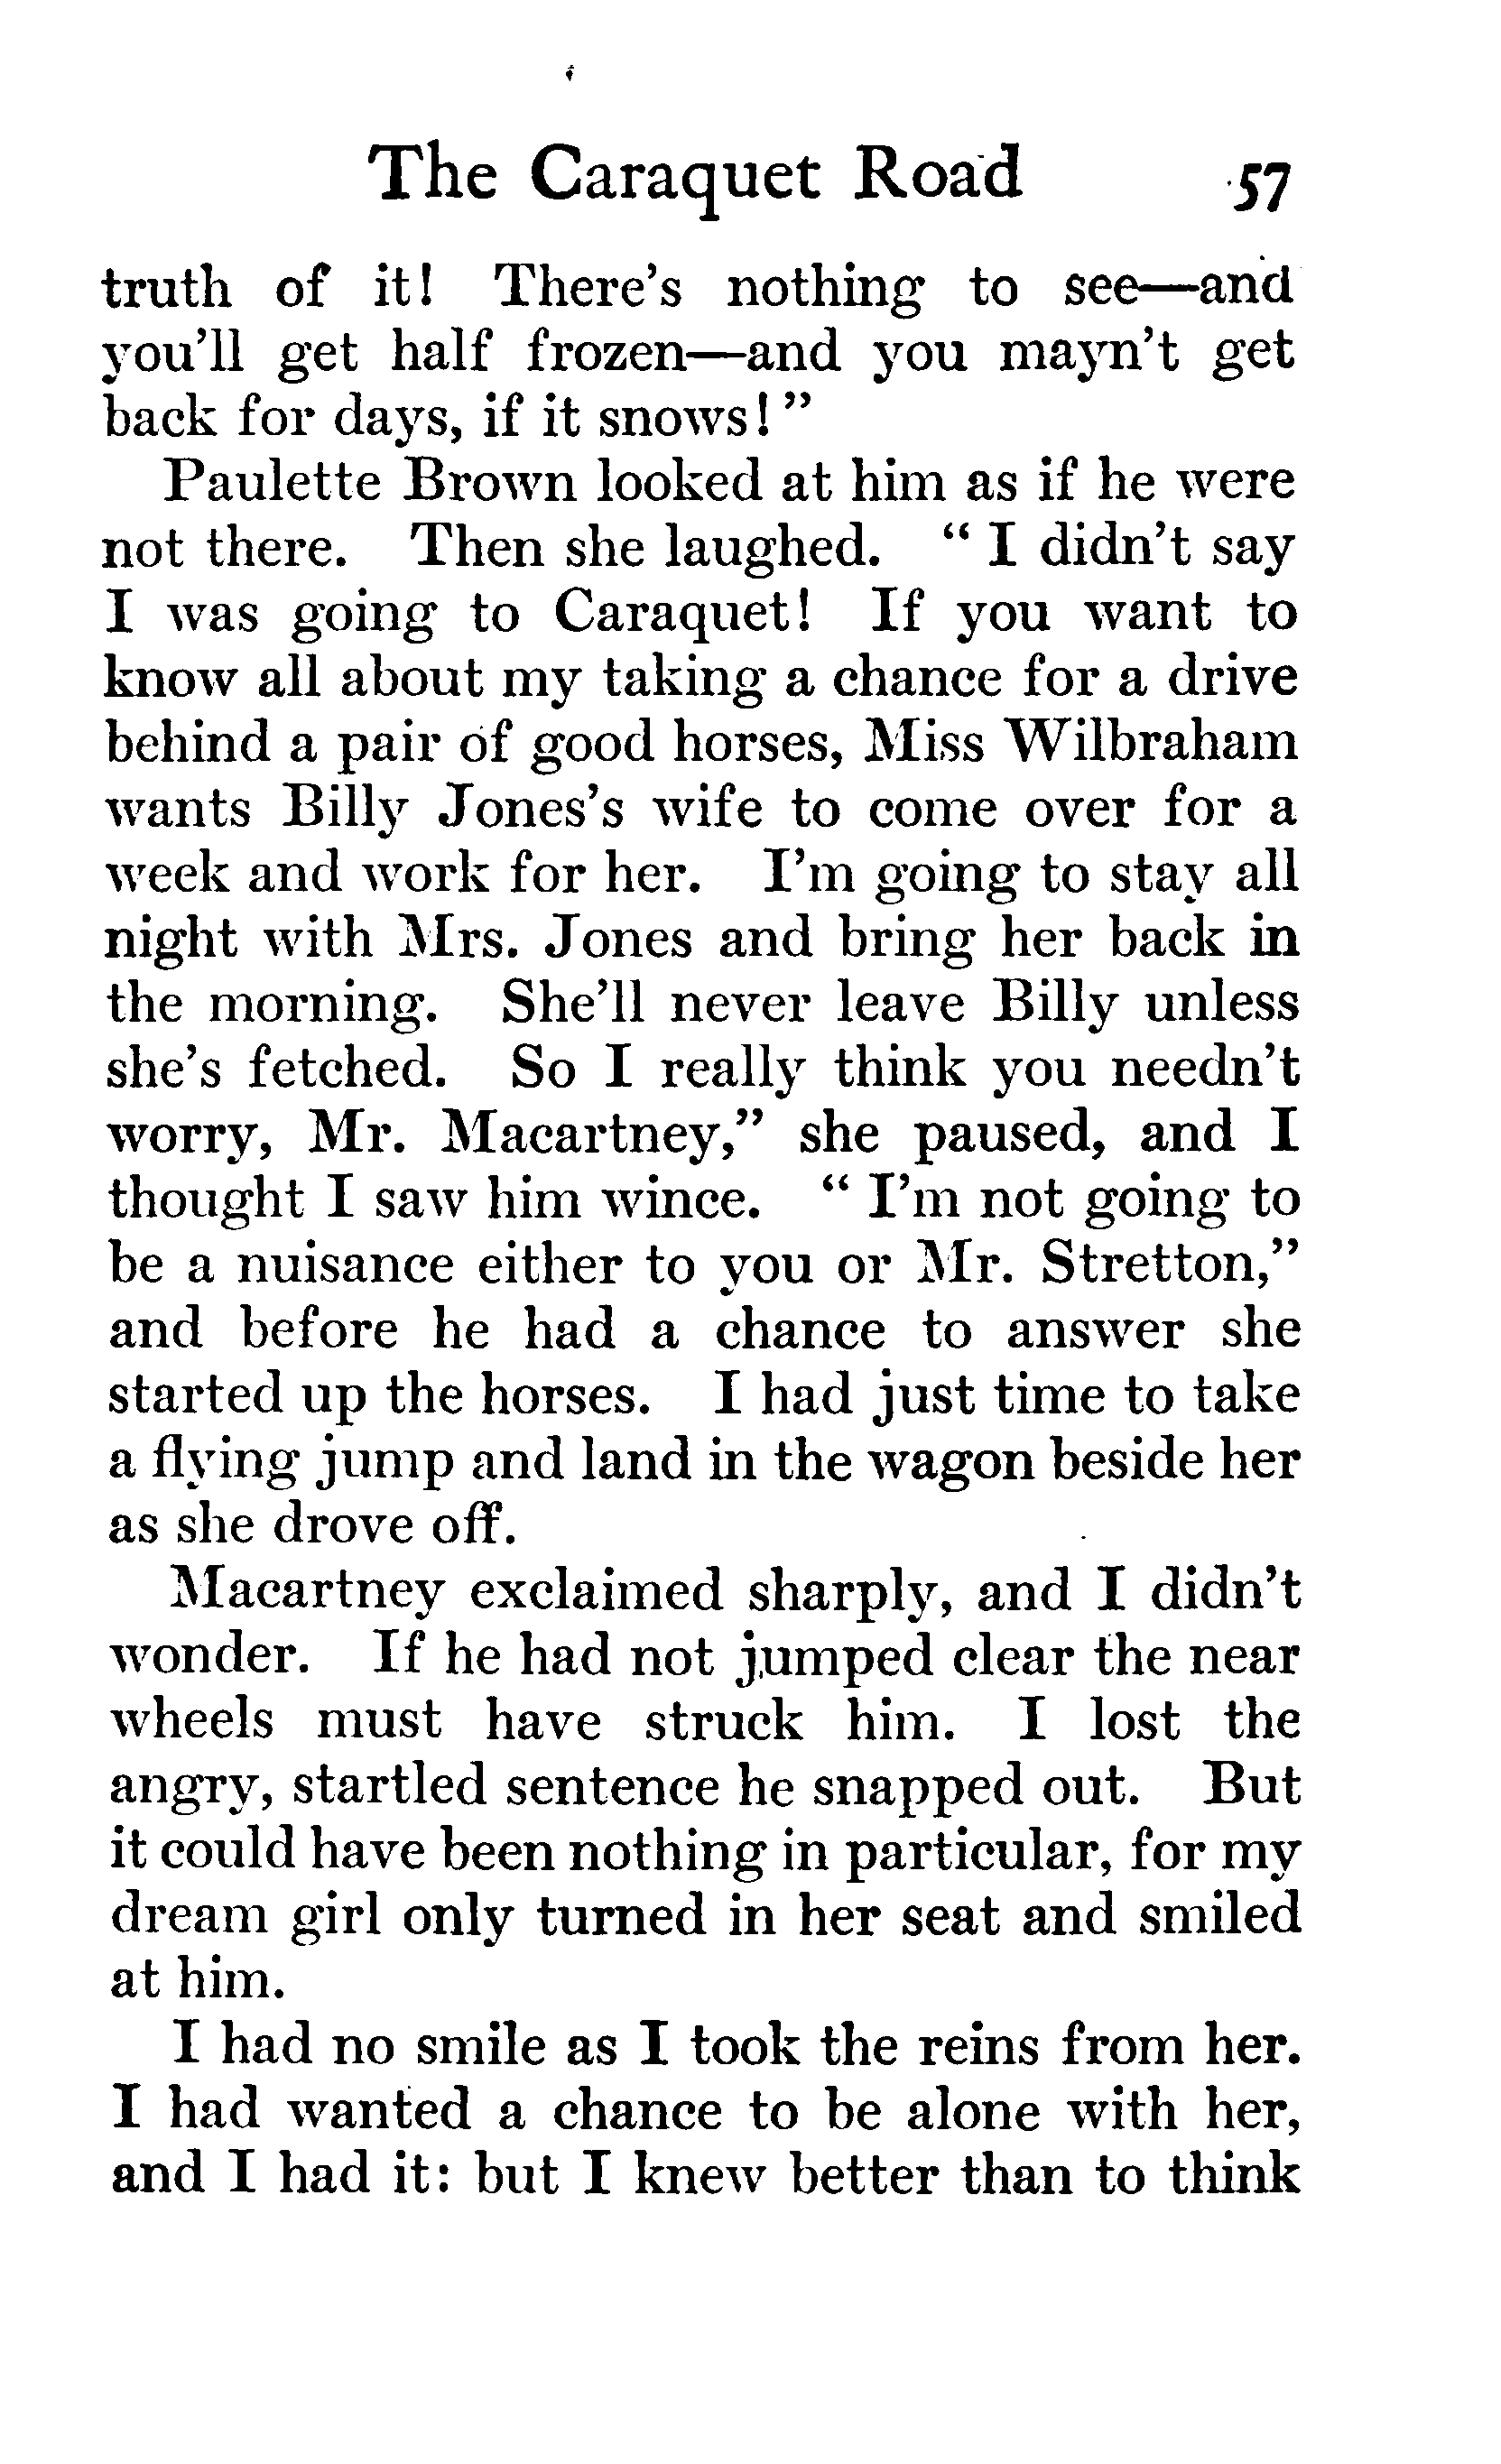 The Caraquet Road 57
truth of it! There's nothing to see—and
you'll get half frozen—and you mayn't get
back for days, if it snows!"
Paulette Brown looked at him as if he were
not there. Then she laughed. "I didn't say
I was going to Caraquet! If you want to
know all about my taking a chance for a drive
behind a pair of good horses, Miss Wilbraham
wants Billy Jones's wife to come over for a
week and work for her. I'm going to stay all
night with Mrs. Jones and bring her back in
the morning. She'll never leave Billy unless
she's fetched. So I really think you needn't
worry, Mr. Macartney," she paused, and I
thought I saw him wince. "I'm not going to
be a nuisance either to you or Mr. Stretton,"
and before he had a chance to answer she
started up the horses. I had just time to take
a flying jump and land in the wagon beside her
as she drove off.
Macartney exclaimed sharply, and I didn't
wonder. If he had not jumped clear the near
wheels must have struck him. I lost the
angry, startled sentence he snapped out. But
it could have been nothing in particular, for my
dream girl only turned in her seat and smiled
at him.
I had no smile as I took the reins from her.
I had wanted a chance to be alone with her,
and I had it: but I knew better than to think